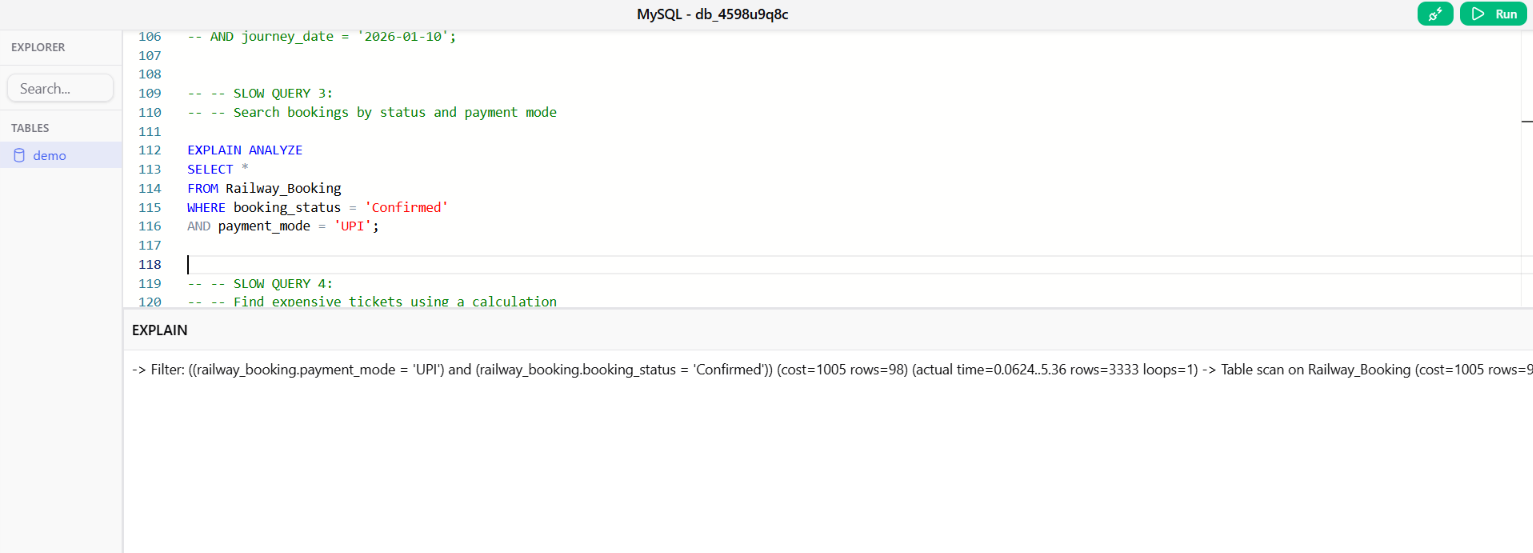 MySQL - db_4598u9q8c
Run
EXPLORER
Search...
TABLES
demo
106 -- AND journey_date = '2026-01-10';
107
108
109 -- -- SLOW QUERY 3:
110 -- -- Search bookings by status and payment mode
111
112 EXPLAIN ANALYZE
113 SELECT *
114 FROM Railway_Booking
115 WHERE booking_status = 'Confirmed'
116 AND payment_mode = 'UPI';
117
118
119 -- -- SLOW QUERY 4:
120 -- -- Find expensive tickets using a calculation
EXPLAIN
-> Filter: ((railway_booking.payment_mode = 'UPI') and (railway_booking.booking_status = 'Confirmed')) (cost=1005 rows=98) (actual time=0.0624..5.36 rows=3333 loops=1) -> Table scan on Railway_Booking (cost=1005 rows=9